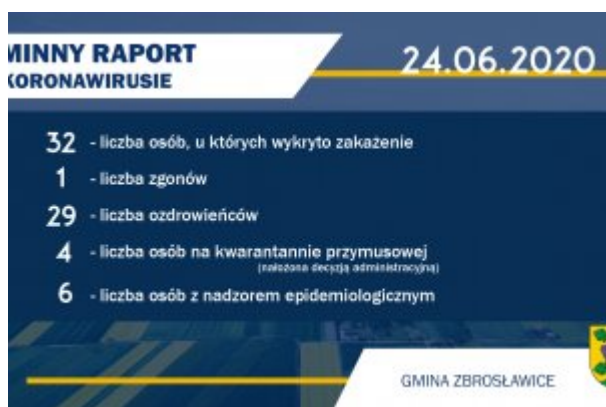 MINNY RAPORT
KORONAWIRUSIE
24.06.2020
32 - liczba osób, u których wykryto zakażenie
1 - liczba zgonów
29 - liczba ozdrowieńców
4 - liczba osób na kwarantannie przymusowej
(nałożona decyzją administracyjną)
6 - liczba osób z nadzorem epidemiologicznym
GMINA ZBROSŁAWICE